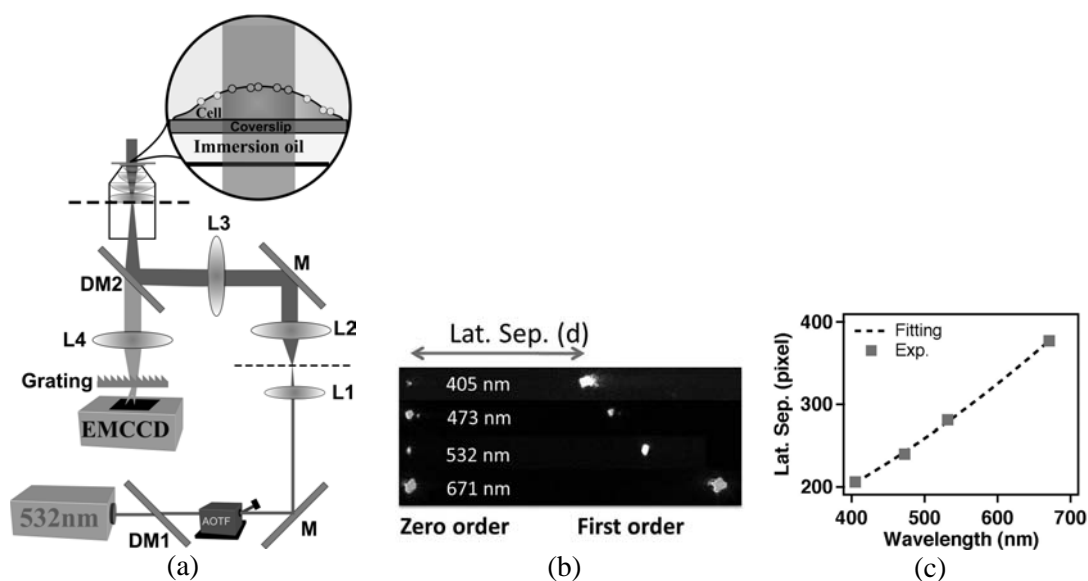 Cell
Coverslip
Immersion oil
L3
M
DM2
L4
L2
Grating
L1
EMCCD
532nm
AOTF
DM1
M
(a)
Lat. Sep. (d)
405 nm
473 nm
532 nm
671 nm
Zero order
First order
(b)
Lat. Sep. (pixel)
400
300
200
Fitting
Exp.
400 500 600 700
Wavelength (nm)
(c)